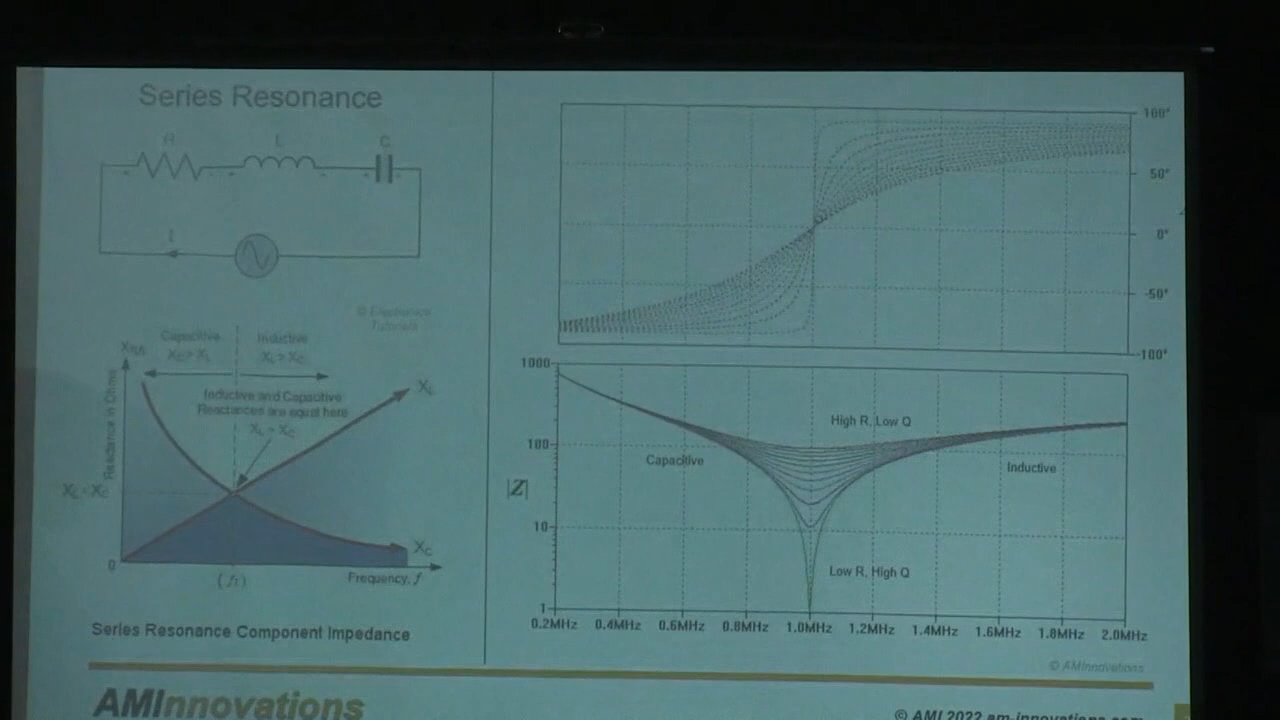 Series Resonance
R
L
C
I
© Electronics
Tutorials
Capacitive
Inductive
XC > XL
XL > XC
Reactance in Ohms
Inductive and Capacitive
Reactances are equal here
XL = XC
XL
XL = XC
XC
0
(fr)
Frequency, f
Series Resonance Component Impedance
100°
50°
0°
-50°
-100°
1000
100
10
1
|Z|
High R, Low Q
Capacitive
Inductive
Low R, High Q
0.2MHz 0.4MHz 0.6MHz 0.8MHz 1.0MHz 1.2MHz 1.4MHz 1.6MHz 1.8MHz 2.0MHz
© AMInnovations
AMInnovations
© AMI 2022 am-innovations.com